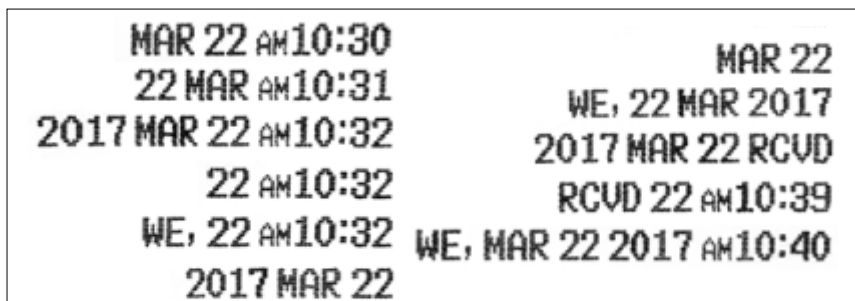 MAR 22 AM10:30
22 MAR AM10:31
2017 MAR 22 AM10:32
22 AM10:32
WE, 22 AM10:32
2017 MAR 22
MAR 22
WE, 22 MAR 2017
2017 MAR 22 RCVD
RCVD 22 AM10:39
WE, MAR 22 2017 AM10:40